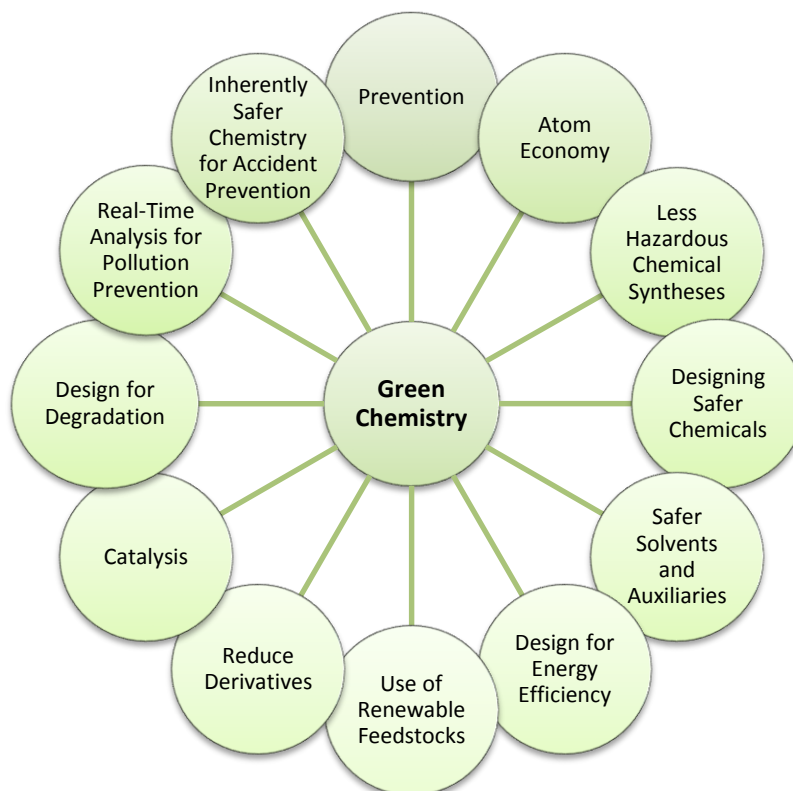 Prevention
Atom
Economy
Less
Hazardous
Chemical
Syntheses
Designing
Safer
Chemicals
Safer
Solvents
and
Auxiliaries
Design for
Energy
Efficiency
Use of
Renewable
Feedstocks
Reduce
Derivatives
Catalysis
Design for
Degradation
Real-Time
Analysis for
Pollution
Prevention
Inherently
Safer
Chemistry
for Accident
Prevention
Green
Chemistry